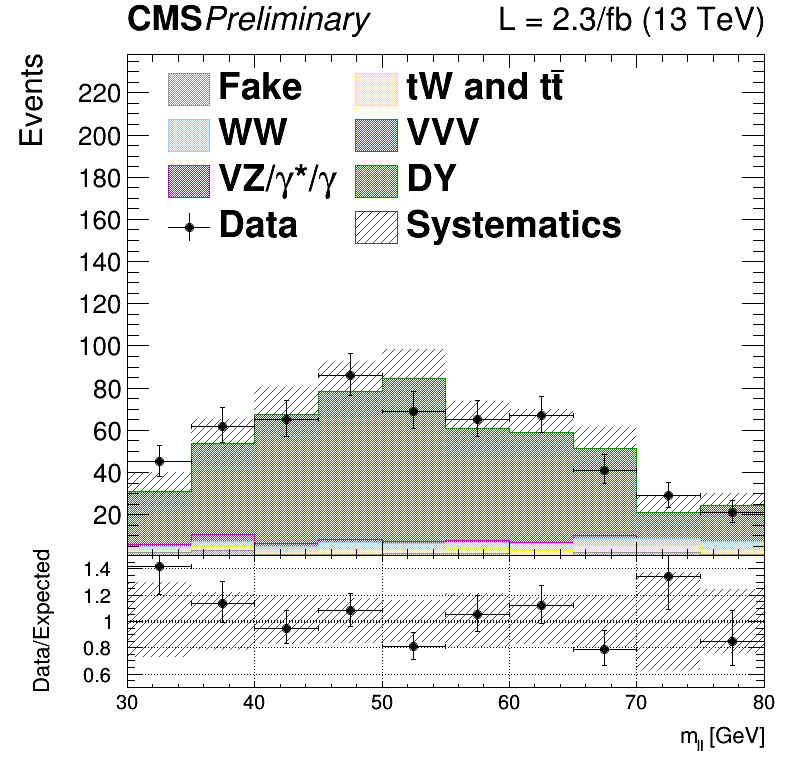 CMS Preliminary L = 2.3/fb (13 TeV)
Events
Fake tW and tt̄
WW VVV
VZ/γ*/γ DY
Data Systematics
220
200
180
160
140
120
100
80
60
40
20
Data/Expected
1.4
1.2
1
0.8
0.6
30 40 50 60 70 80
m_ll [GeV]